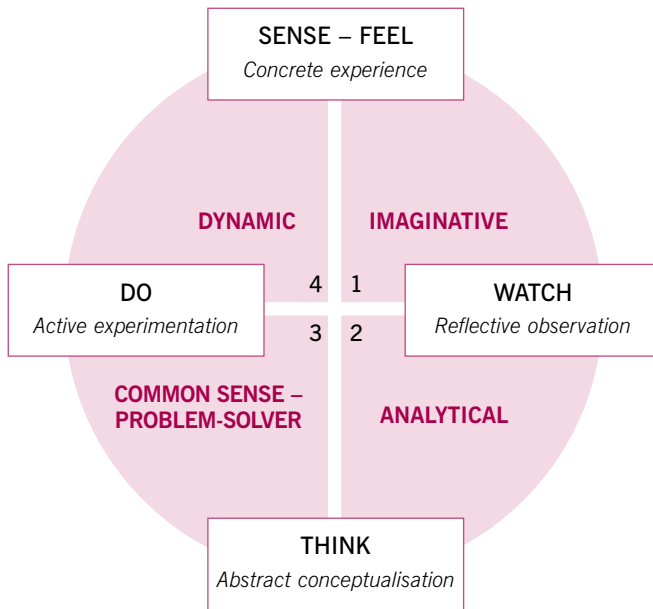 SENSE – FEEL
Concrete experience
DYNAMIC
IMAGINATIVE
DO
Active experimentation
4
1
WATCH
Reflective observation
3
2
COMMON SENSE –
PROBLEM-SOLVER
ANALYTICAL
THINK
Abstract conceptualisation